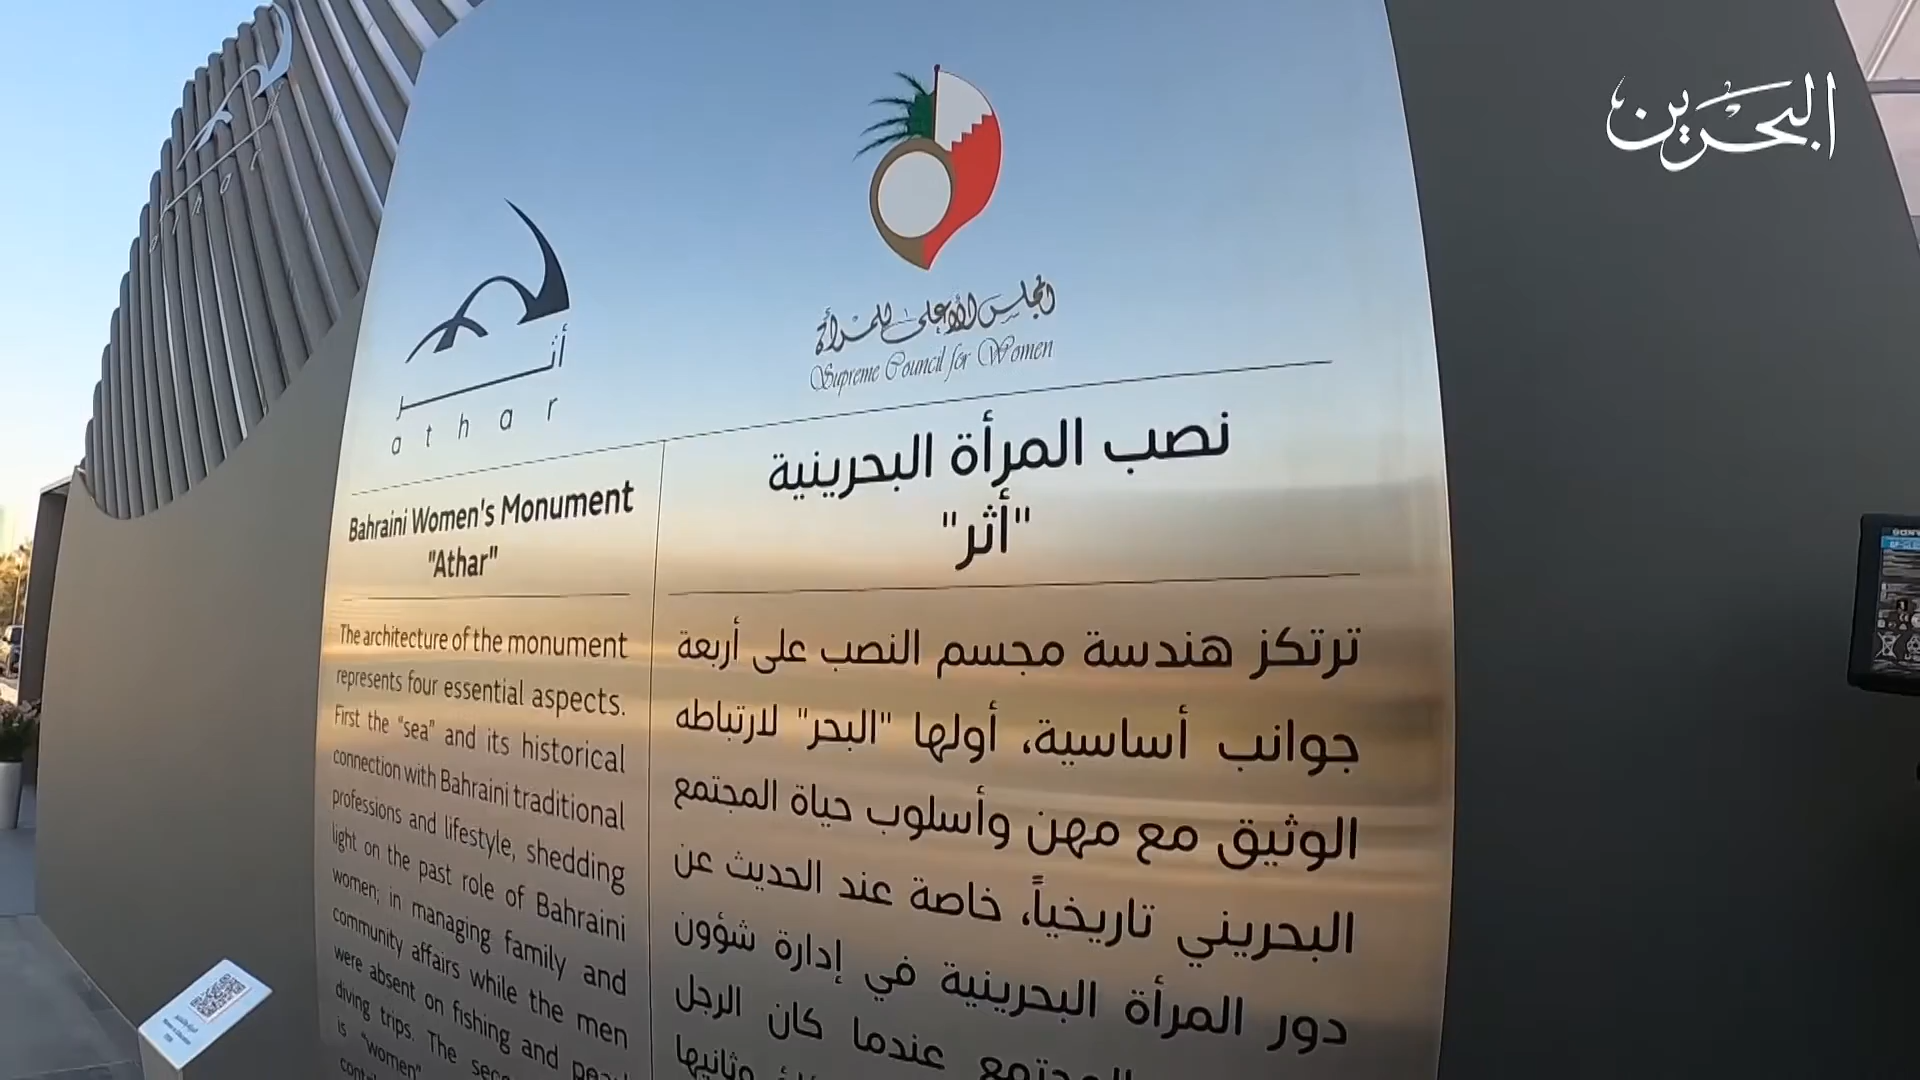 البحرين
المجلس الأعلى للمرأة
Supreme Council for Women
أثر
athar
نصب المرأة البحرينية
"أثر"
ترتكز هندسة مجسم النصب على أربعة
جوانب أساسية، أولها "البحر" لارتباطه
الوثيق مع مهن وأسلوب حياة المجتمع
البحريني تاريخياً، خاصة عند الحديث عن
دور المرأة البحرينية في إدارة شؤون
المجتمع عندما كان الرجل
وثانيها
Bahraini Women's Monument
"Athar"
The architecture of the monument
represents four essential aspects.
First the "sea" and its historical
connection with Bahraini traditional
professions and lifestyle, shedding
light on the past role of Bahraini
women; in managing family and
community affairs while the men
were absent on fishing and
diving trips. The
is "women"
athar
SONY